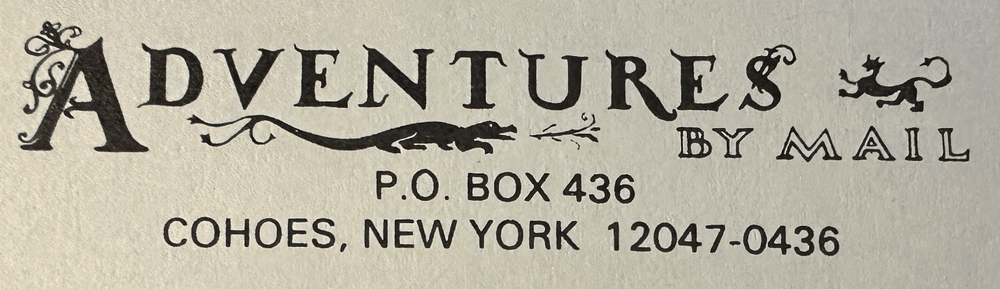 ADVENTURES
BY MAIL
P.O. BOX 436
COHOES, NEW YORK 12047-0436